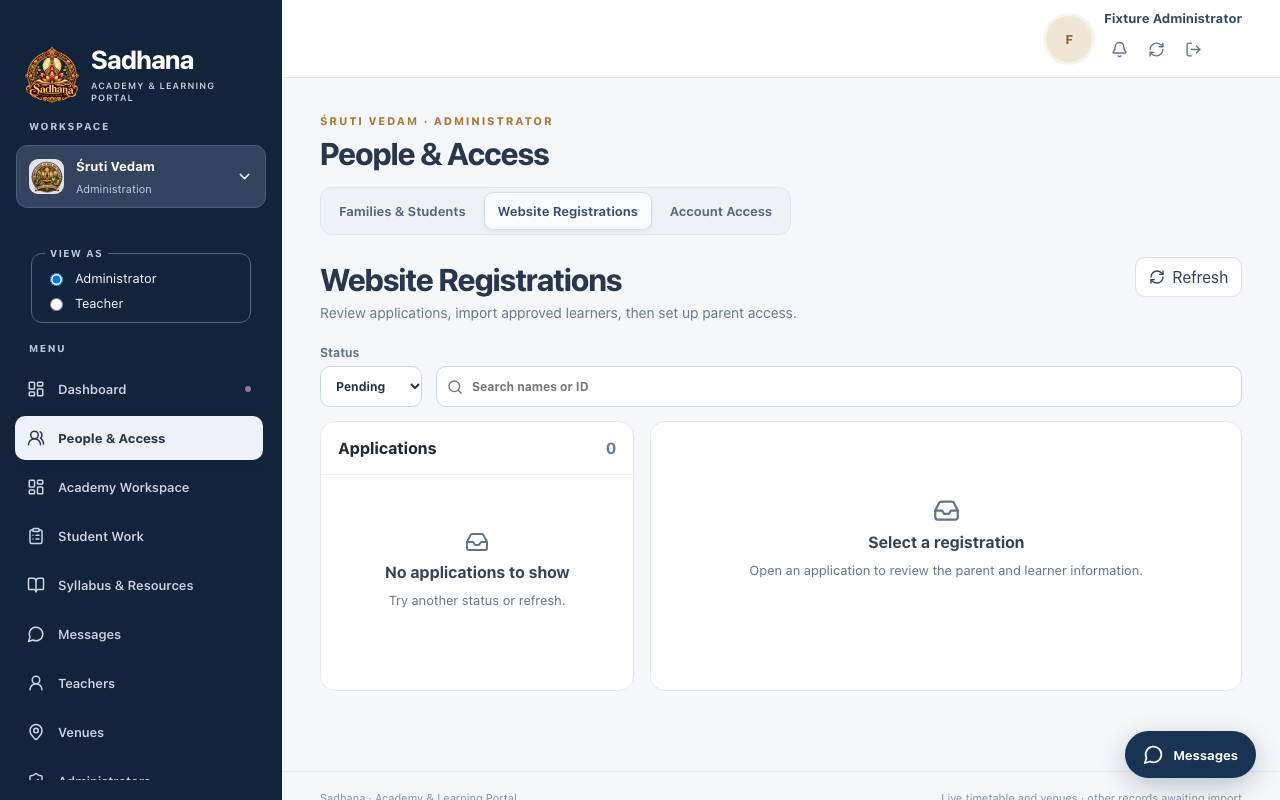 Sadhana
ACADEMY & LEARNING
PORTAL
Sadhana
WORKSPACE
Śruti Vedam
Administration
VIEW AS
Administrator
Teacher
MENU
Dashboard
People & Access
Academy Workspace
Student Work
Syllabus & Resources
Messages
Teachers
Venues
Administrators
Fixture Administrator
F
ŚRUTI VEDAM · ADMINISTRATOR
People & Access
Families & Students
Website Registrations
Account Access
Website Registrations
Refresh
Review applications, import approved learners, then set up parent access.
Status
Pending
Search names or ID
Applications
0
No applications to show
Try another status or refresh.
Select a registration
Open an application to review the parent and learner information.
Messages
Sadhana · Academy & Learning Portal
Live timetable and venues · other records awaiting import